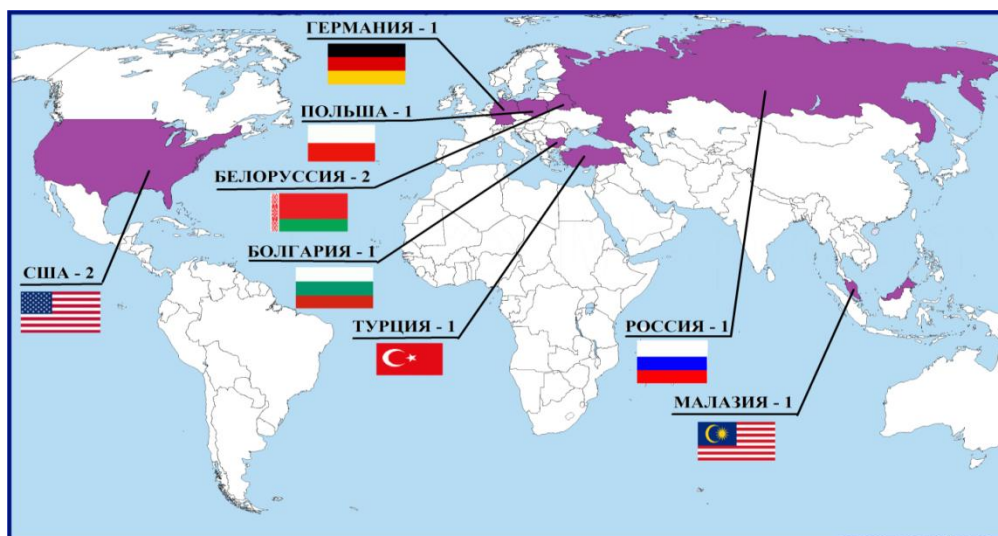 ГЕРМАНИЯ - 1
ПОЛЬША - 1
БЕЛОРУССИЯ - 2
БОЛГАРИЯ - 1
США - 2
ТУРЦИЯ - 1
РОССИЯ - 1
МАЛАЗИЯ - 1